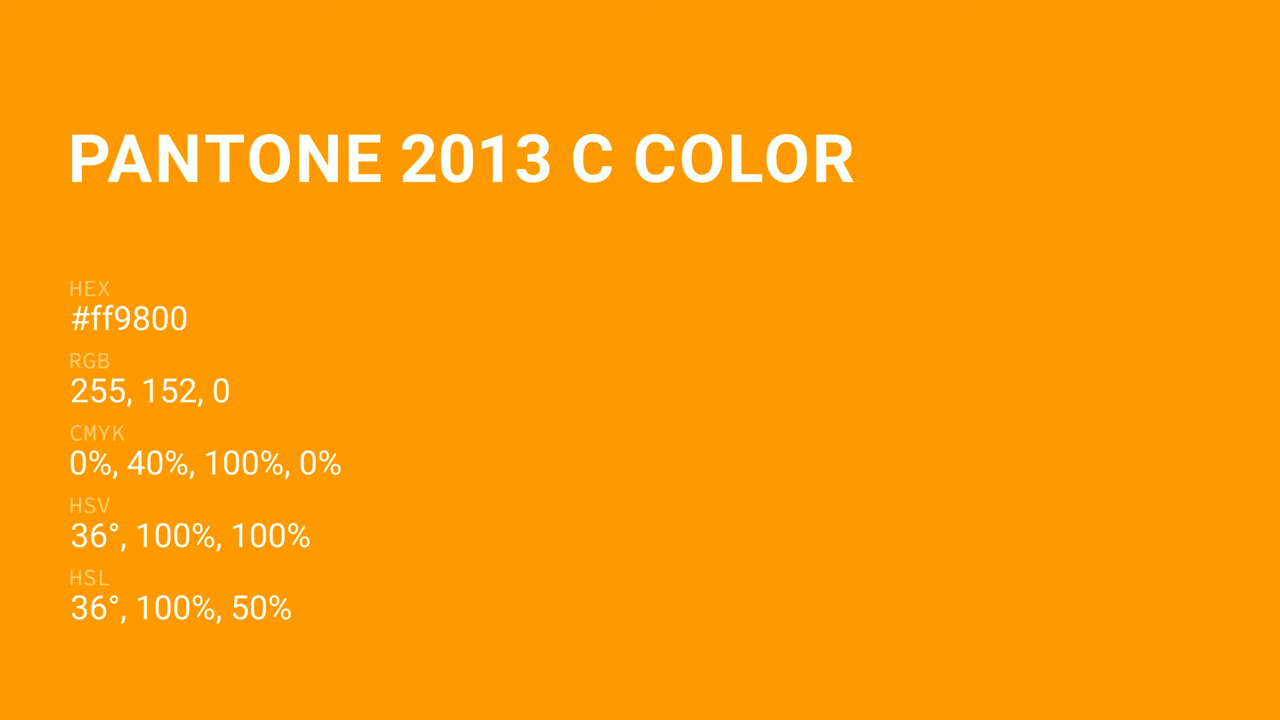 PANTONE 2013 C COLOR
HEX
#ff9800
RGB
255, 152, 0
CMYK
0%, 40%, 100%, 0%
HSV
36°, 100%, 100%
HSL
36°, 100%, 50%